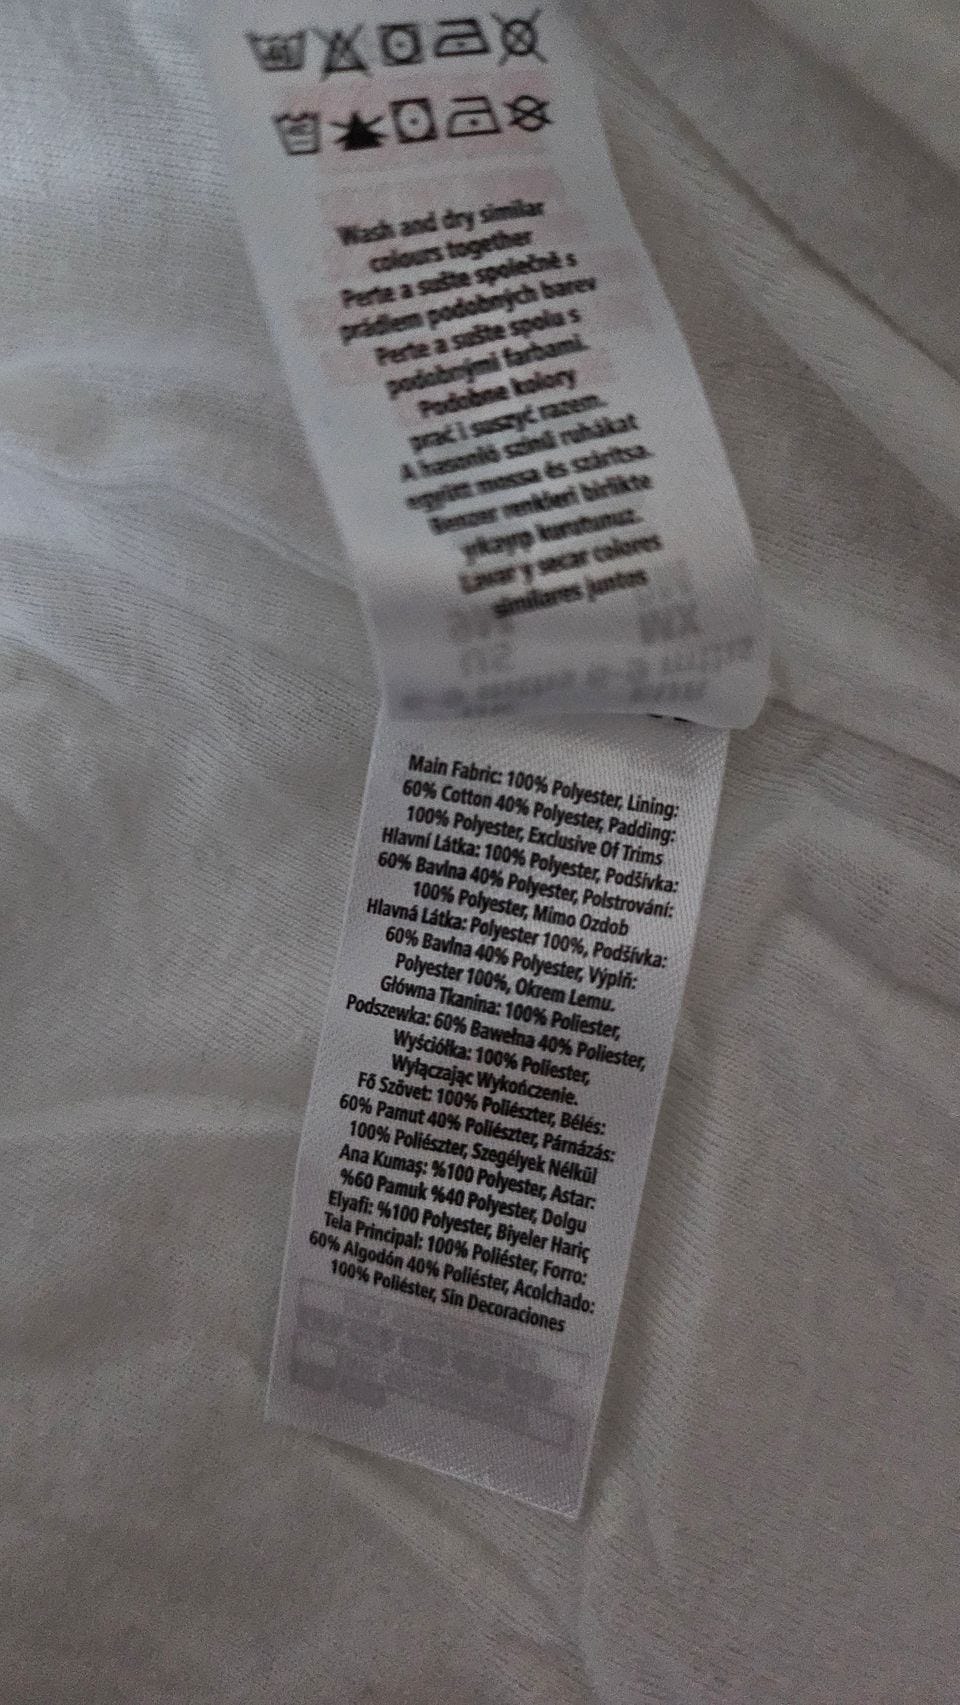 Wash and dry similar
colours together
Perte a sušte společně s
prádlem podobných barev
Perte a sušte spolu s
podobnými farbami.
Podobne kolory
prać i suszyć razem.
A hasonló színű ruhákat
együtt mossa és szárítsa.
Benzer renkleri birlikte
yıkayıp kurutunuz.
Lavar y secar colores
similares juntos
Main Fabric: 100% Polyester, Lining:
60% Cotton 40% Polyester, Padding:
100% Polyester, Exclusive Of Trims
Hlavní Látka: 100% Polyester, Podšívka:
60% Bavlna 40% Polyester, Polstrování:
100% Polyester, Mimo Ozdob
Hlavná Látka: Polyester 100%, Podšívka:
60% Bavlna 40% Polyester, Výplň:
Polyester 100%, Okrem Lemu.
Główna Tkanina: 100% Poliester,
Podszewka: 60% Bawełna 40% Poliester,
Wyściółka: 100% Poliester,
Wyłączając Wykończenie.
Fő Szövet: 100% Poliészter, Bélés:
60% Pamut 40% Poliészter, Párnázás:
100% Poliészter, Szegélyek Nélkül
Ana Kumaş: %100 Polyester, Astar:
%60 Pamuk %40 Polyester, Dolgu
Elyafi: %100 Polyester, Biyeler Hariç
Tela Principal: 100% Poliéster, Forro:
60% Algodón 40% Poliéster, Acolchado:
100% Poliéster, Sin Decoraciones